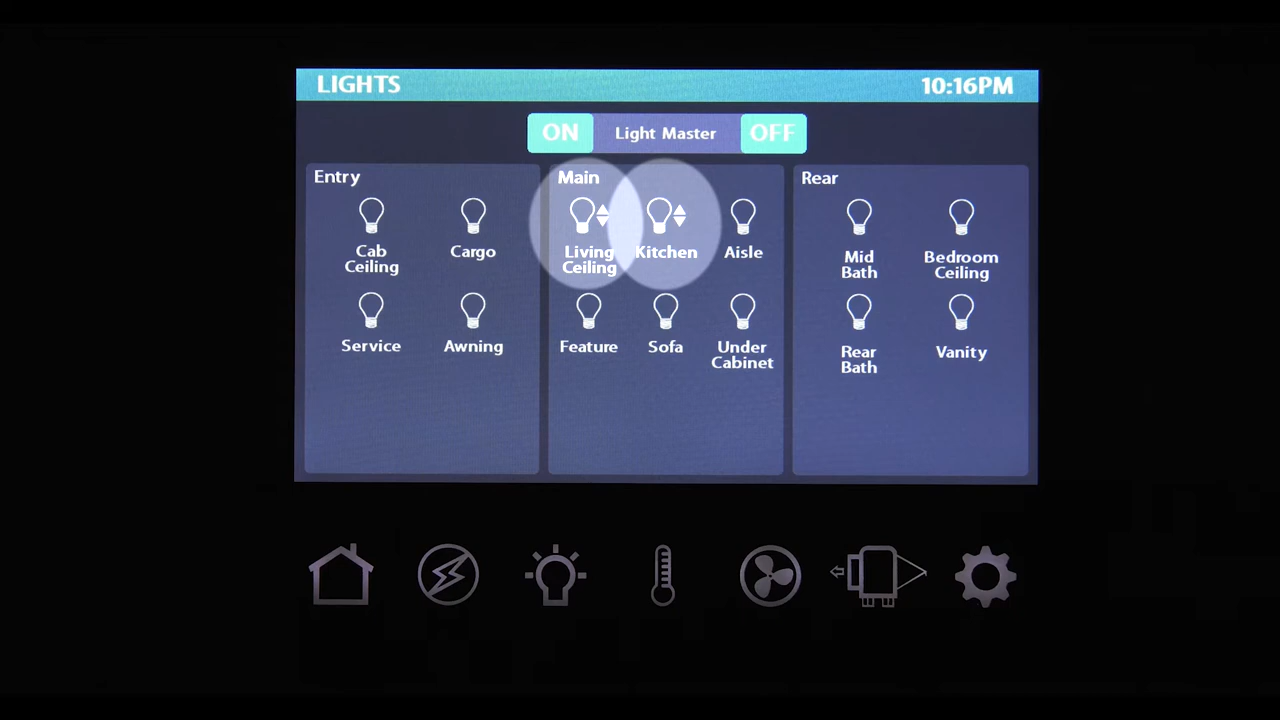 LIGHTS 10:16PM
ON Light Master OFF
Entry
Cab
Ceiling
Cargo
Service
Awning
Main
Living
Ceiling
Kitchen
Aisle
Feature
Sofa
Under
Cabinet
Rear
Mid
Bath
Bedroom
Ceiling
Rear
Bath
Vanity